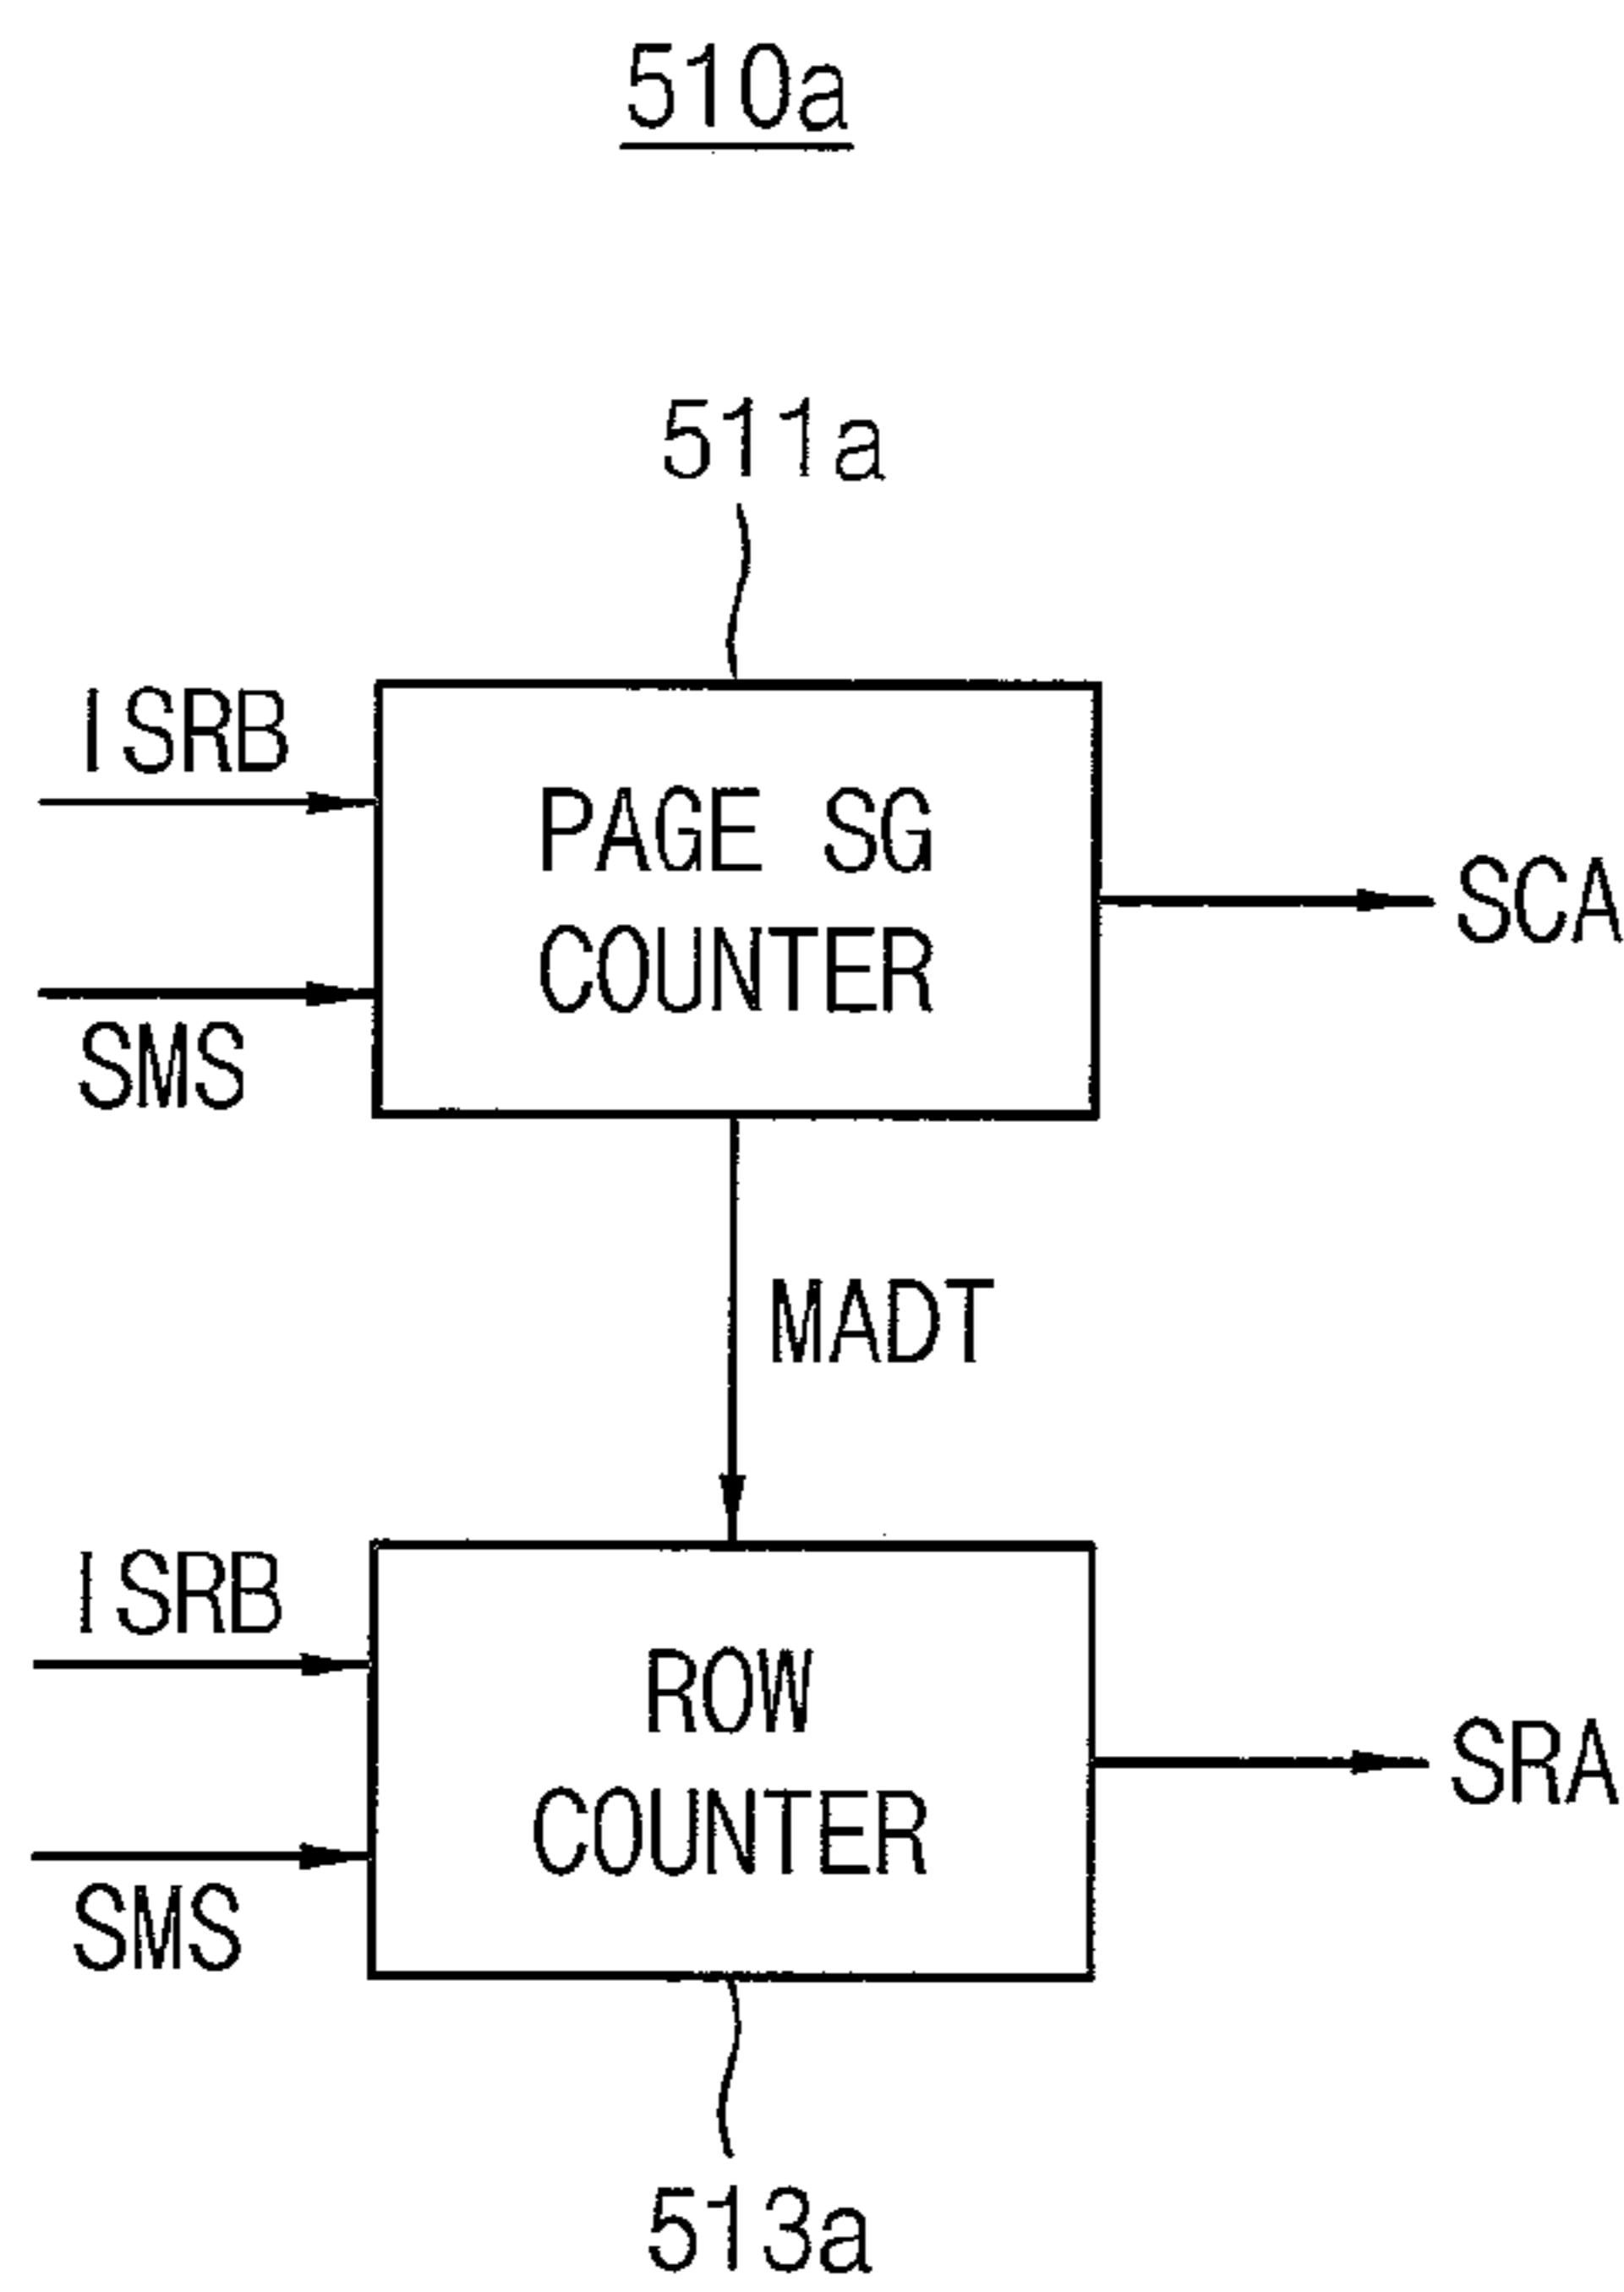 510a
511a
ISRB
PAGE SG
COUNTER
SCA
SMS
MADT
ISRB
ROW
COUNTER
SRA
SMS
513a